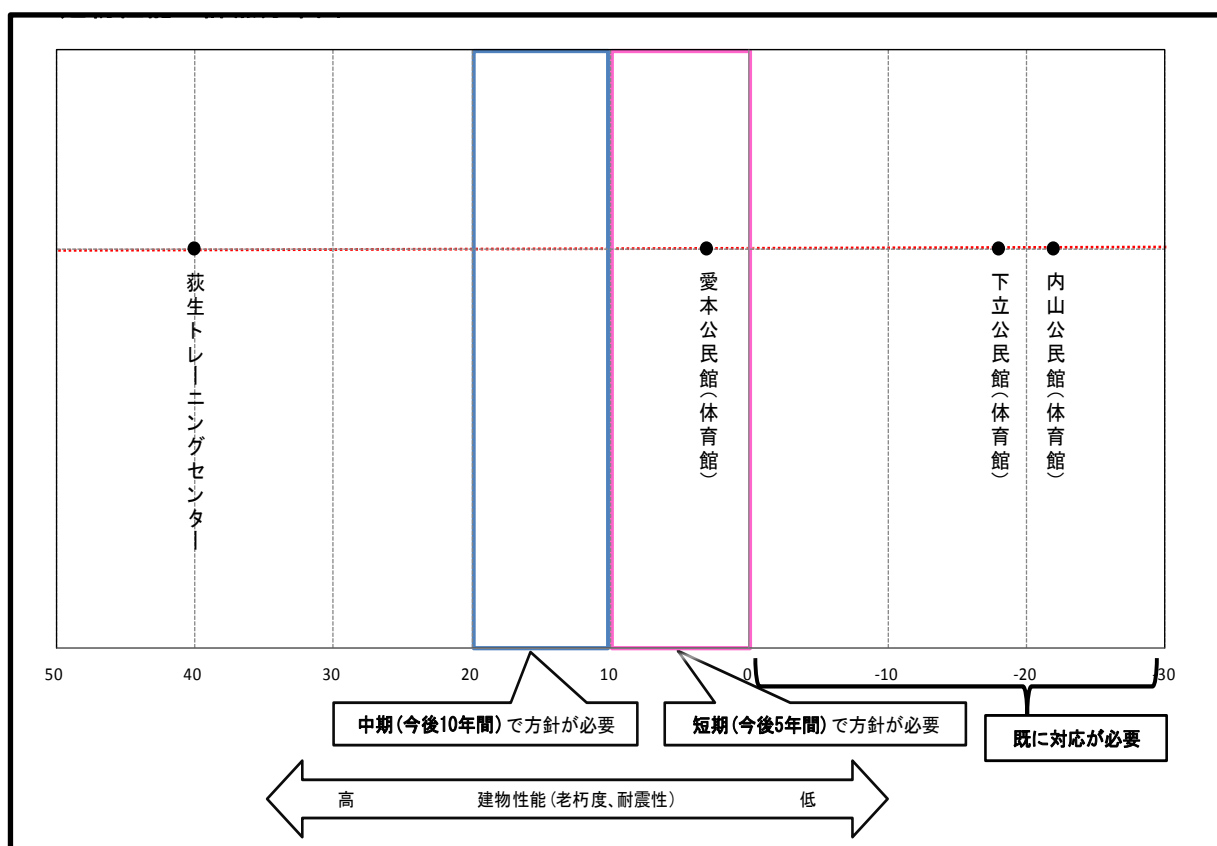 荻生トレーニングセンター
愛本公民館(体育館)
下立公民館(体育館)
内山公民館(体育館)
50 40 30 20 10 0 -10 -20 -30
中期(今後10年間)で方針が必要
短期(今後5年間)で方針が必要
既に対応が必要
高 建物性能(老朽度、耐震性) 低